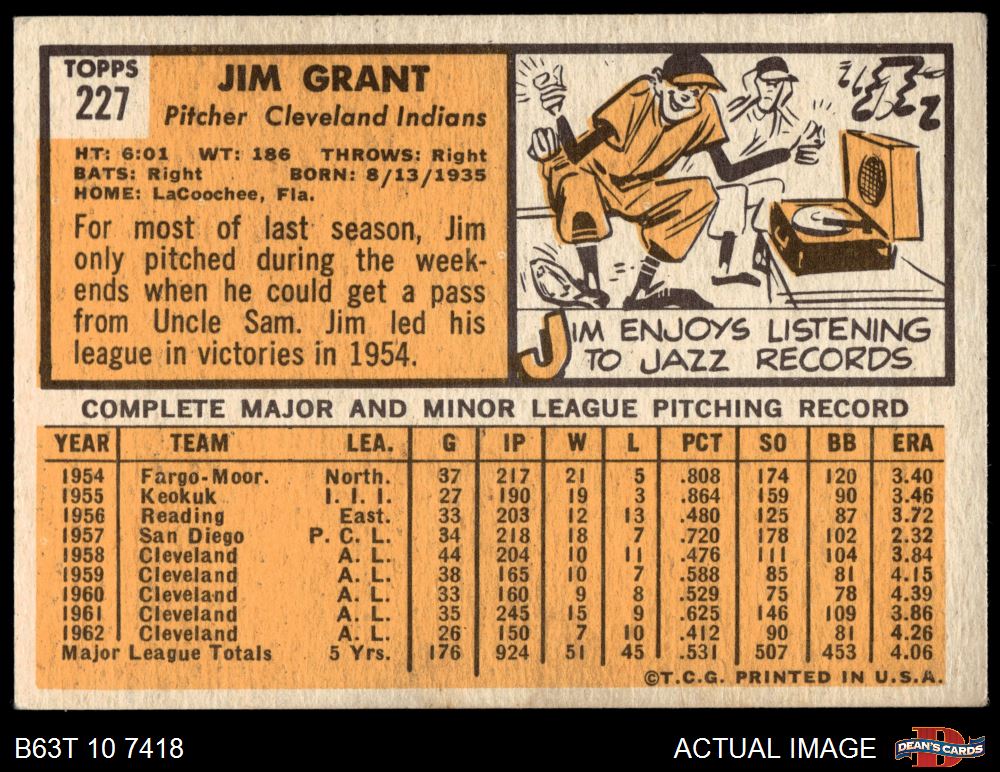 TOPPS
227
JIM GRANT
Pitcher Cleveland Indians
HT: 6:01 WT: 186 THROWS: Right
BATS: Right BORN: 8/13/1935
HOME: LaCoochee, Fla.
For most of last season, Jim
only pitched during the week-
ends when he could get a pass
from Uncle Sam. Jim led his
league in victories in 1954.
JIM ENJOYS LISTENING
TO JAZZ RECORDS
COMPLETE MAJOR AND MINOR LEAGUE PITCHING RECORD
YEAR TEAM LEA. G IP W L PCT SO BB ERA
1954 Fargo-Moor. North. 37 217 21 5 .808 174 120 3.40
1955 Keokuk I. I. I. 27 190 19 3 .864 159 90 3.46
1956 Reading East. 33 203 12 13 .480 125 87 3.72
1957 San Diego P. C. L. 34 218 18 7 .720 178 102 2.32
1958 Cleveland A. L. 44 204 10 11 .476 111 104 3.84
1959 Cleveland A. L. 38 165 10 7 .588 85 81 4.15
1960 Cleveland A. L. 33 160 9 8 .529 75 78 4.39
1961 Cleveland A. L. 35 245 15 9 .625 146 109 3.86
1962 Cleveland A. L. 26 150 7 10 .412 90 81 4.26
Major League Totals 5 Yrs. 176 924 51 45 .531 507 453 4.06
©T.C.G. PRINTED IN U.S.A.
B63T 10 7418
ACTUAL IMAGE
D
DEAN'S CARDS